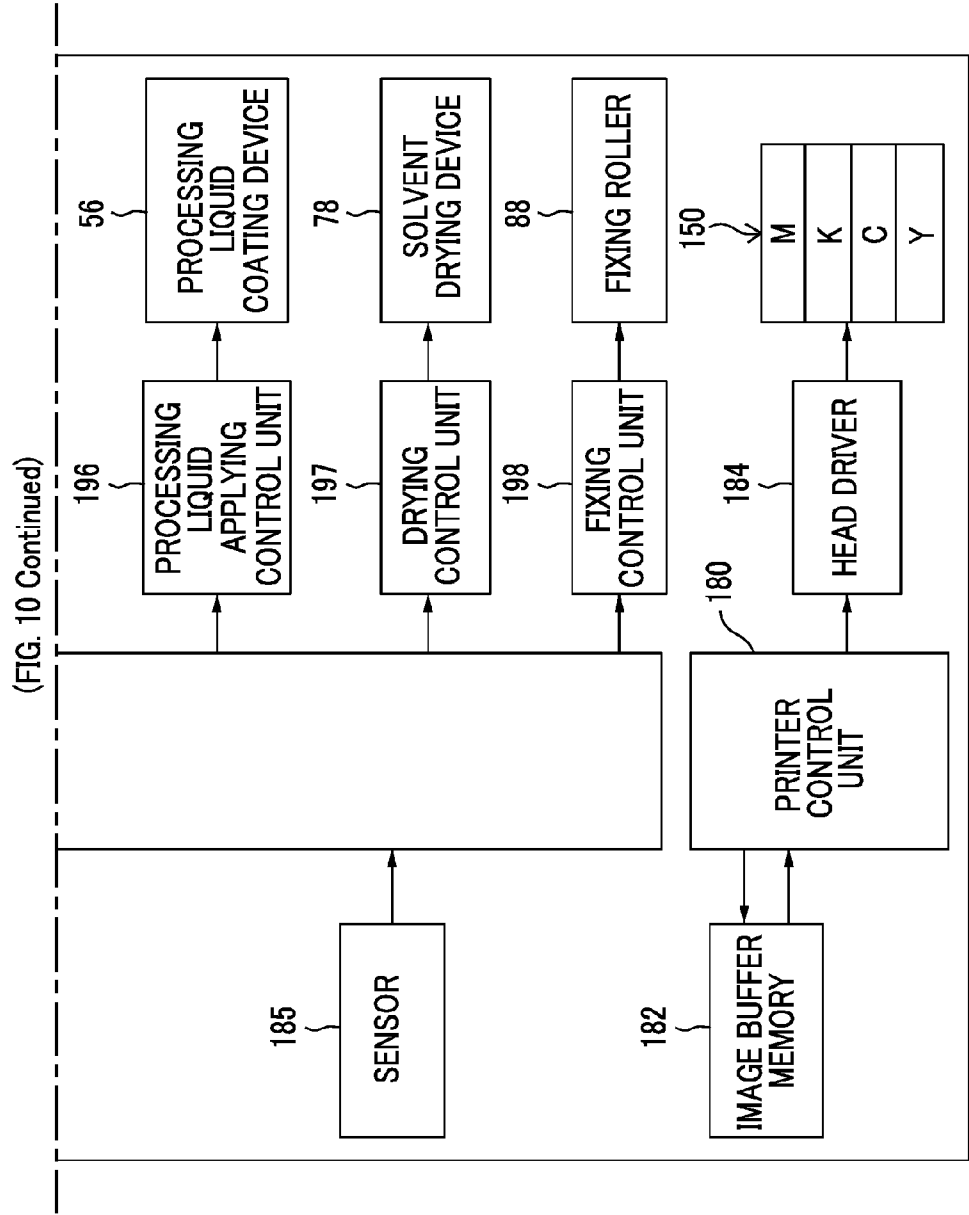 (FIG. 10 Continued)
196
PROCESSING
LIQUID
APPLYING
CONTROL UNIT
56
PROCESSING
LIQUID
COATING DEVICE
185
SENSOR
197
DRYING
CONTROL UNIT
78
SOLVENT
DRYING DEVICE
198
FIXING
CONTROL UNIT
88
FIXING ROLLER
182
IMAGE BUFFER
MEMORY
180
PRINTER
CONTROL
UNIT
184
HEAD DRIVER
150
M
K
C
Y